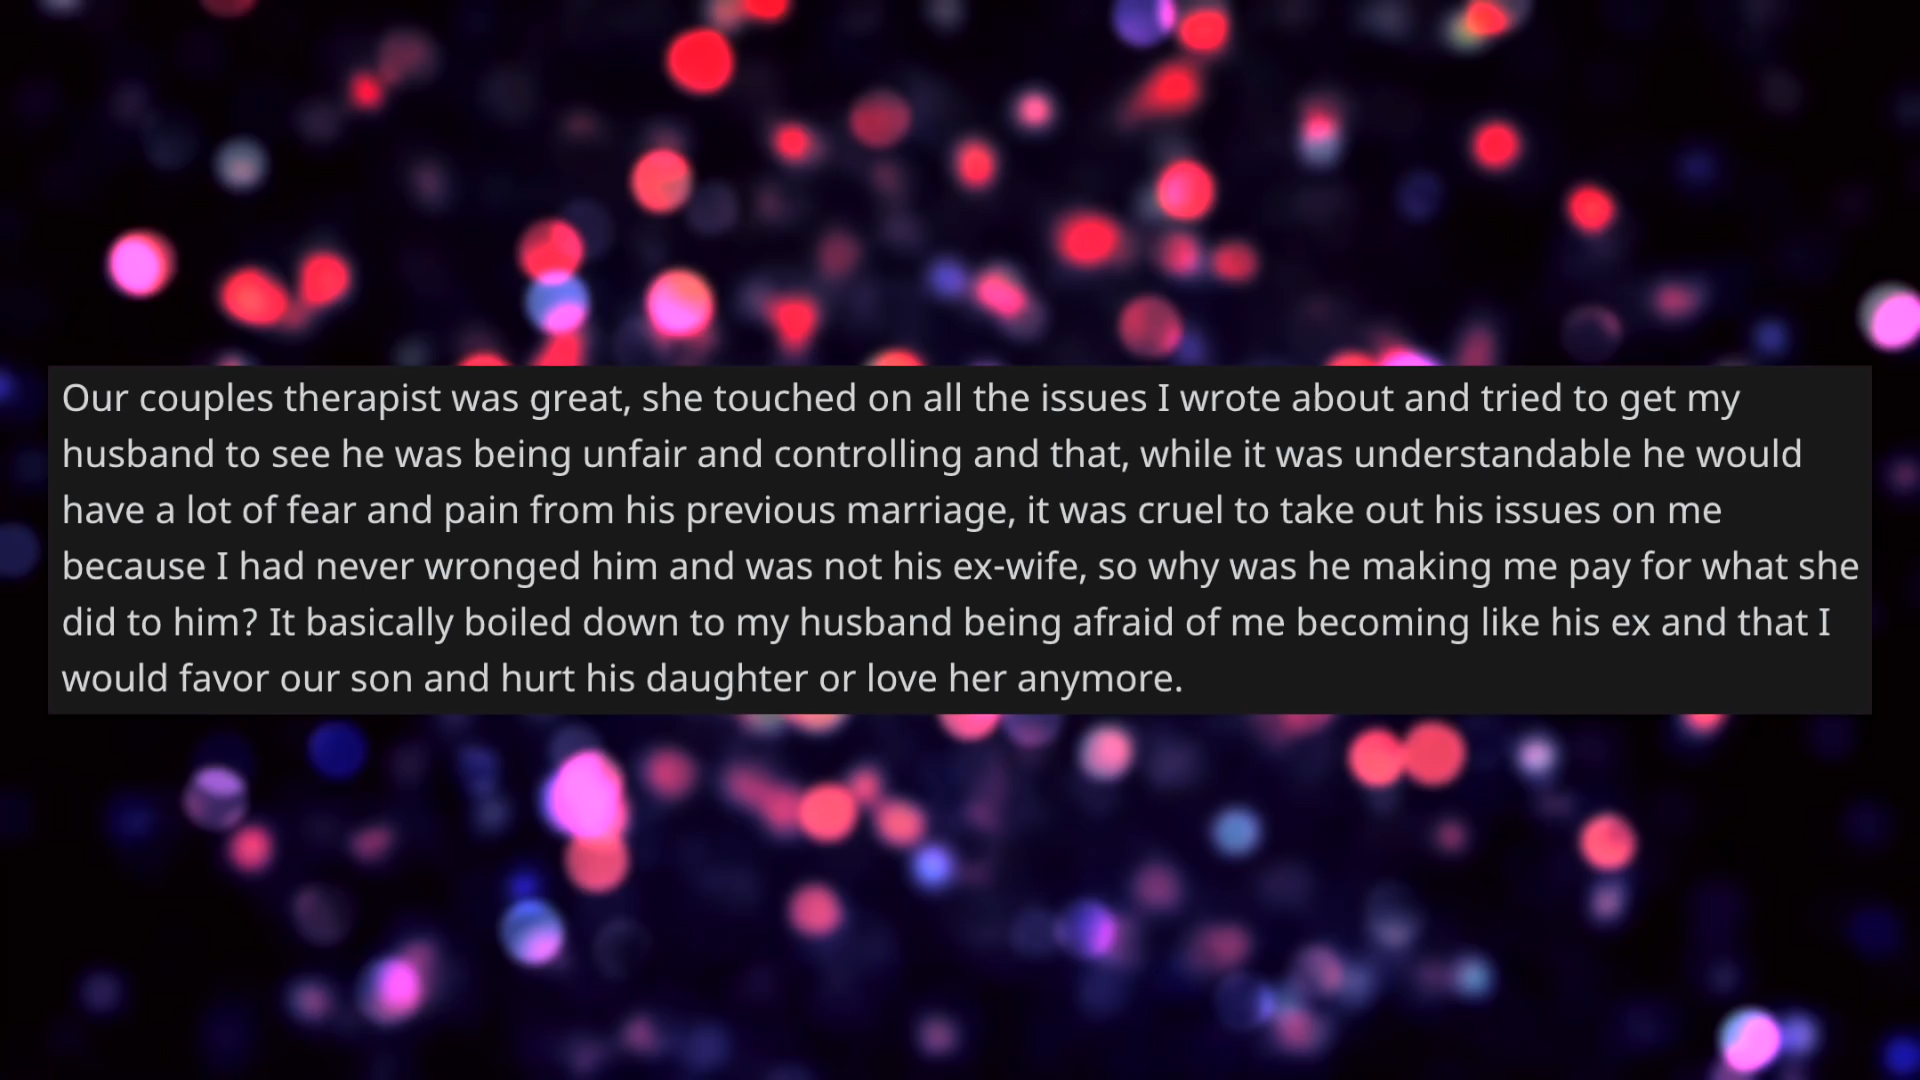 Our couples therapist was great, she touched on all the issues I wrote about and tried to get my
husband to see he was being unfair and controlling and that, while it was understandable he would
have a lot of fear and pain from his previous marriage, it was cruel to take out his issues on me
because I had never wronged him and was not his ex-wife, so why was he making me pay for what she
did to him? It basically boiled down to my husband being afraid of me becoming like his ex and that I
would favor our son and hurt his daughter or love her anymore.